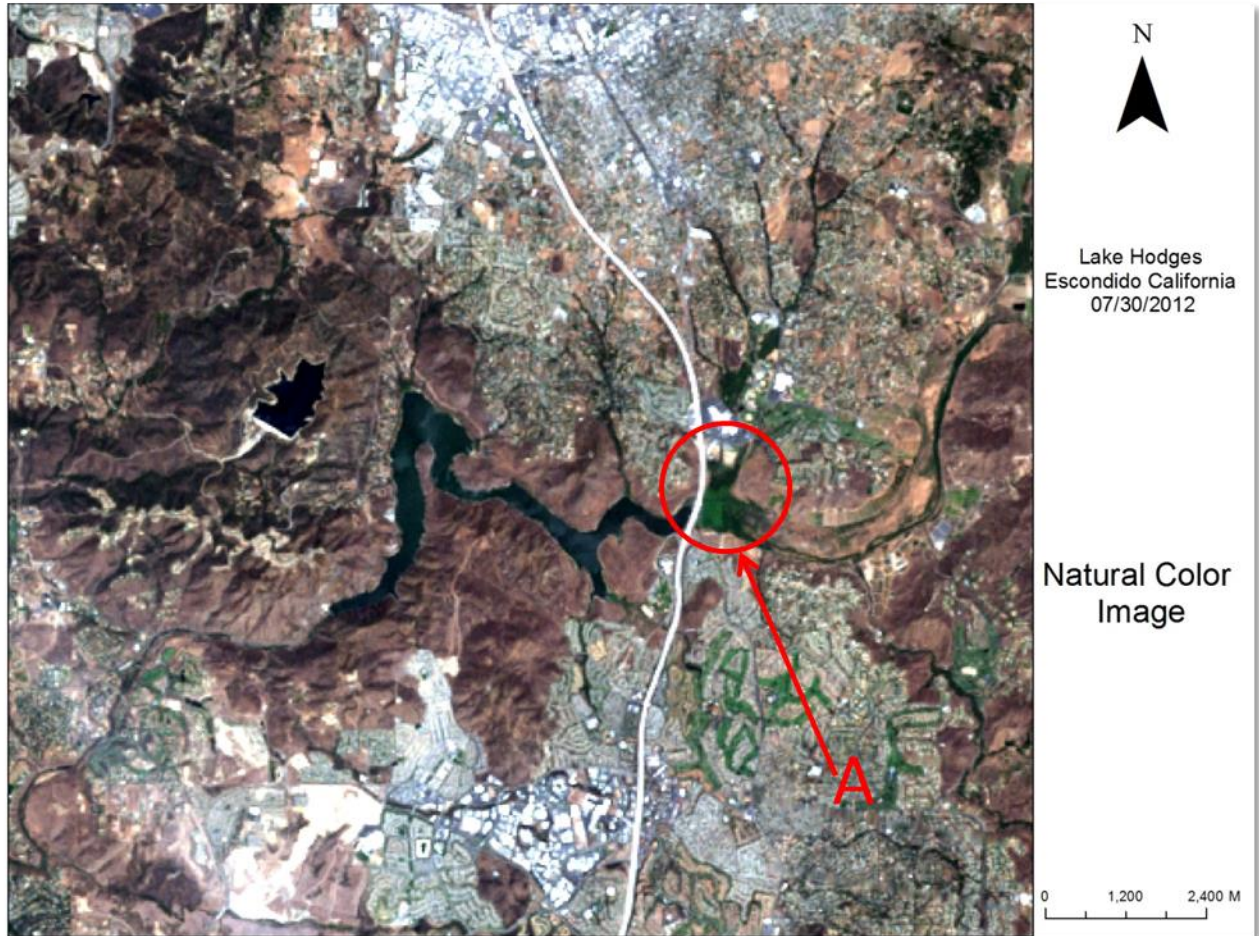 N
Lake Hodges
Escondido California
07/30/2012
Natural Color
Image
A
0 1,200 2,400 M